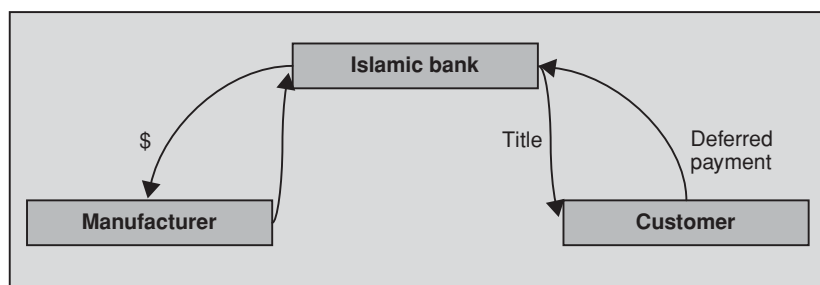 Islamic bank
$
Title
Deferred
payment
Manufacturer
Customer